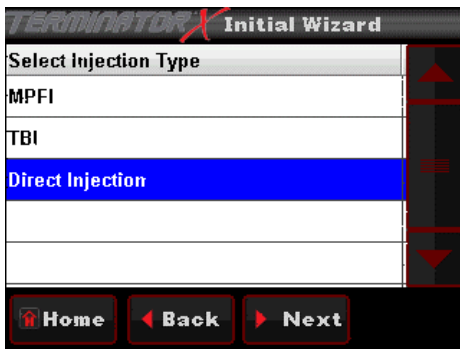 TERMINATOR X Initial Wizard
Select Injection Type
MPFI
TBI
Direct Injection
Home Back Next